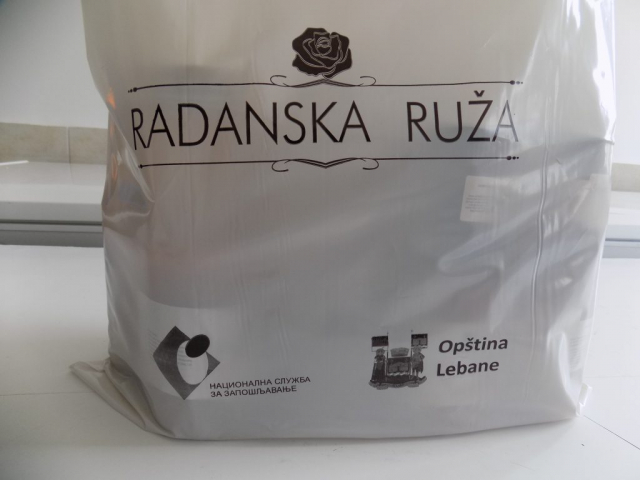 RADANSKA RUŽA
НАЦИОНАЛНА СЛУЖБА
ЗА ЗАПОШЉАВАЊЕ
Opština
Lebane